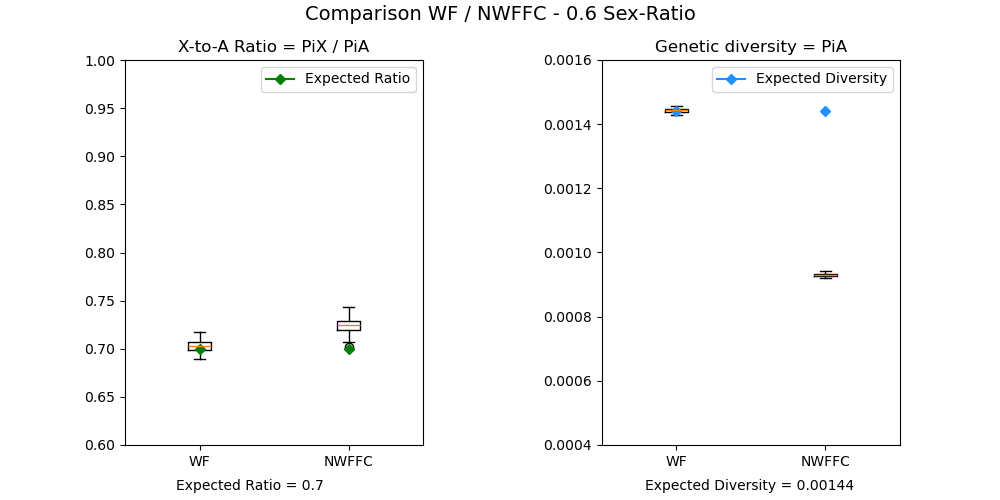 Comparison WF / NWFFC - 0.6 Sex-Ratio
X-to-A Ratio = PiX / PiA
1.00
0.95
0.90
0.85
0.80
0.75
0.70
0.65
0.60
Expected Ratio
WF
NWFFC
Expected Ratio = 0.7
Genetic diversity = PiA
0.0016
0.0014
0.0012
0.0010
0.0008
0.0006
0.0004
Expected Diversity
WF
NWFFC
Expected Diversity = 0.00144